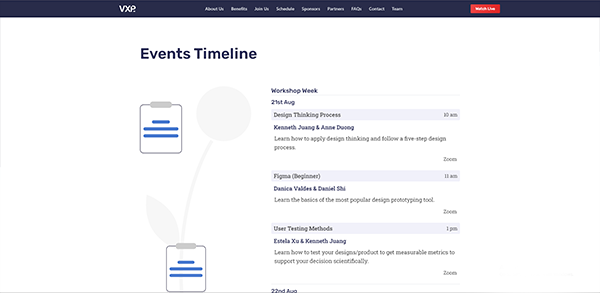 VXP.
About Us Benefits Join Us Schedule Sponsors Partners FAQs Contact Team Watch Live
Events Timeline
Workshop Week
21st Aug
Design Thinking Process 10 am
Kenneth Juang & Anne Duong
Learn how to apply design thinking and follow a five-step design
process.
Zoom
Figma (Beginner) 11 am
Danica Valdes & Daniel Shi
Learn the basics of the most popular design prototyping tool.
Zoom
User Testing Methods 1 pm
Estela Xu & Kenneth Juang
Learn how to test your designs/product to get measurable metrics to
support your decision scientifically.
Zoom
22nd Aug